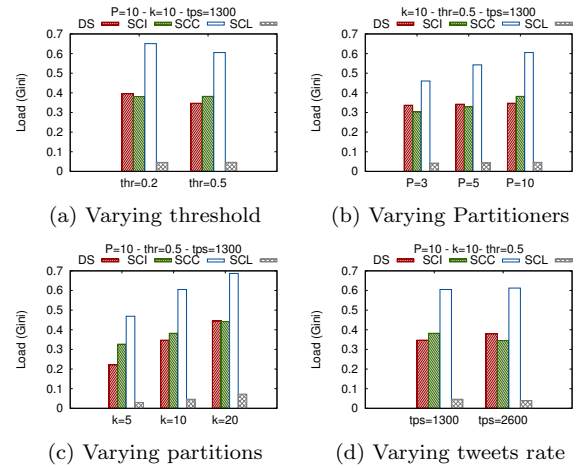 P=10 - k=10 - tps=1300
DS SCI SCC SCL
Load (Gini)
0.7
0.6
0.5
0.4
0.3
0.2
0.1
0
thr=0.2 thr=0.5
(a) Varying threshold
k=10 - thr=0.5 - tps=1300
DS SCI SCC SCL
Load (Gini)
0.7
0.6
0.5
0.4
0.3
0.2
0.1
0
P=3 P=5 P=10
(b) Varying Partitioners
P=10 - thr=0.5 - tps=1300
DS SCI SCC SCL
Load (Gini)
0.7
0.6
0.5
0.4
0.3
0.2
0.1
0
k=5 k=10 k=20
(c) Varying partitions
P=10 - k=10- thr=0.5
DS SCI SCC SCL
Load (Gini)
0.7
0.6
0.5
0.4
0.3
0.2
0.1
0
tps=1300 tps=2600
(d) Varying tweets rate